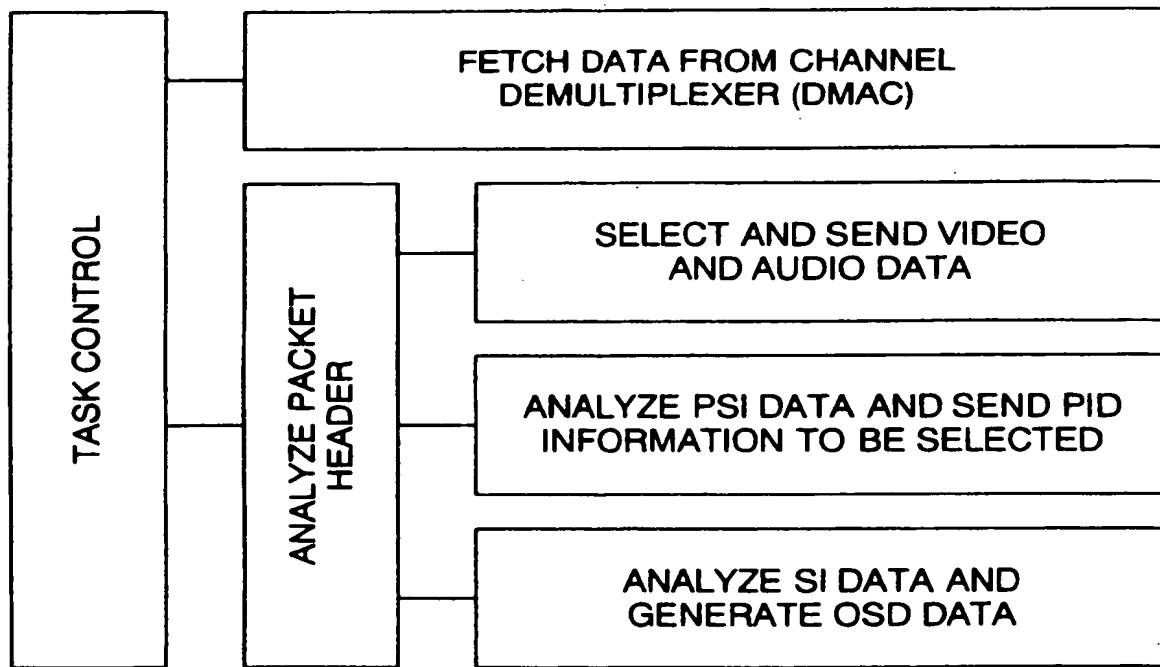 TASK CONTROL
FETCH DATA FROM CHANNEL
DEMULTIPLEXER (DMAC)
ANALYZE PACKET
HEADER
SELECT AND SEND VIDEO
AND AUDIO DATA
ANALYZE PSI DATA AND SEND PID
INFORMATION TO BE SELECTED
ANALYZE SI DATA AND
GENERATE OSD DATA